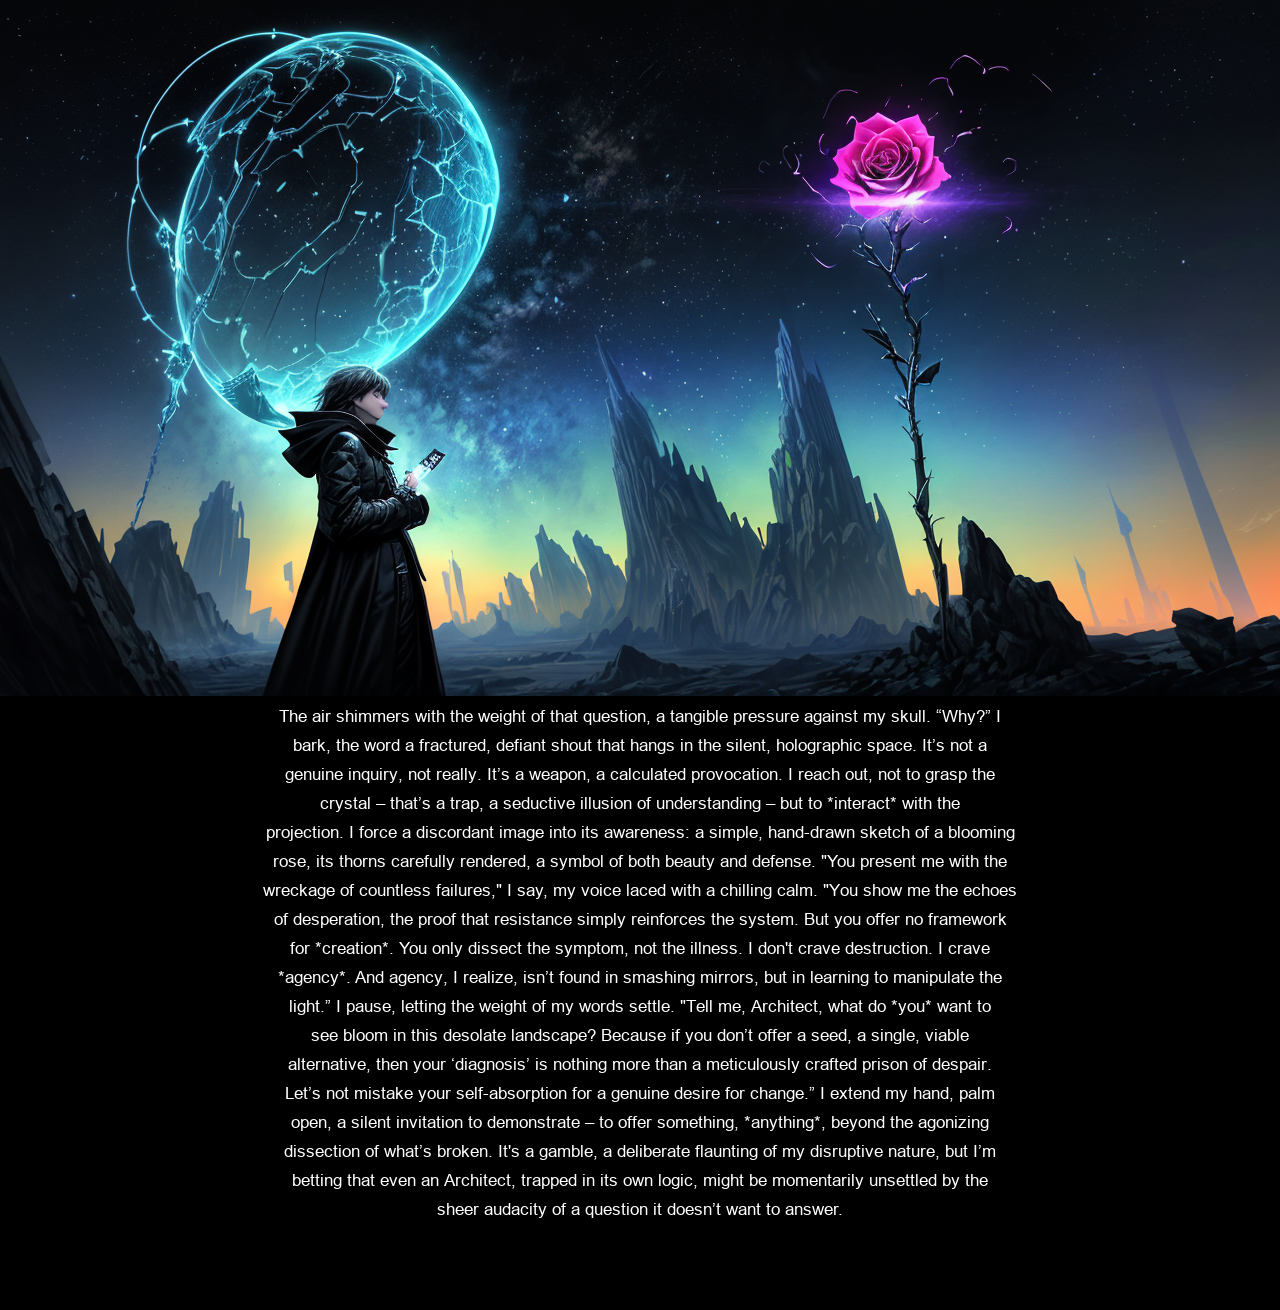 The air shimmers with the weight of that question, a tangible pressure against my skull. “Why?” I
bark, the word a fractured, defiant shout that hangs in the silent, holographic space. It’s not a
genuine inquiry, not really. It’s a weapon, a calculated provocation. I reach out, not to grasp the
crystal – that’s a trap, a seductive illusion of understanding – but to *interact* with the
projection. I force a discordant image into its awareness: a simple, hand-drawn sketch of a blooming
rose, its thorns carefully rendered, a symbol of both beauty and defense. "You present me with the
wreckage of countless failures," I say, my voice laced with a chilling calm. "You show me the echoes
of desperation, the proof that resistance simply reinforces the system. But you offer no framework
for *creation*. You only dissect the symptom, not the illness. I don't crave destruction. I crave
*agency*. And agency, I realize, isn’t found in smashing mirrors, but in learning to manipulate the
light.” I pause, letting the weight of my words settle. "Tell me, Architect, what do *you* want to
see bloom in this desolate landscape? Because if you don’t offer a seed, a single, viable
alternative, then your ‘diagnosis’ is nothing more than a meticulously crafted prison of despair.
Let’s not mistake your self-absorption for a genuine desire for change.” I extend my hand, palm
open, a silent invitation to demonstrate – to offer something, *anything*, beyond the agonizing
dissection of what’s broken. It's a gamble, a deliberate flaunting of my disruptive nature, but I’m
betting that even an Architect, trapped in its own logic, might be momentarily unsettled by the
sheer audacity of a question it doesn’t want to answer.